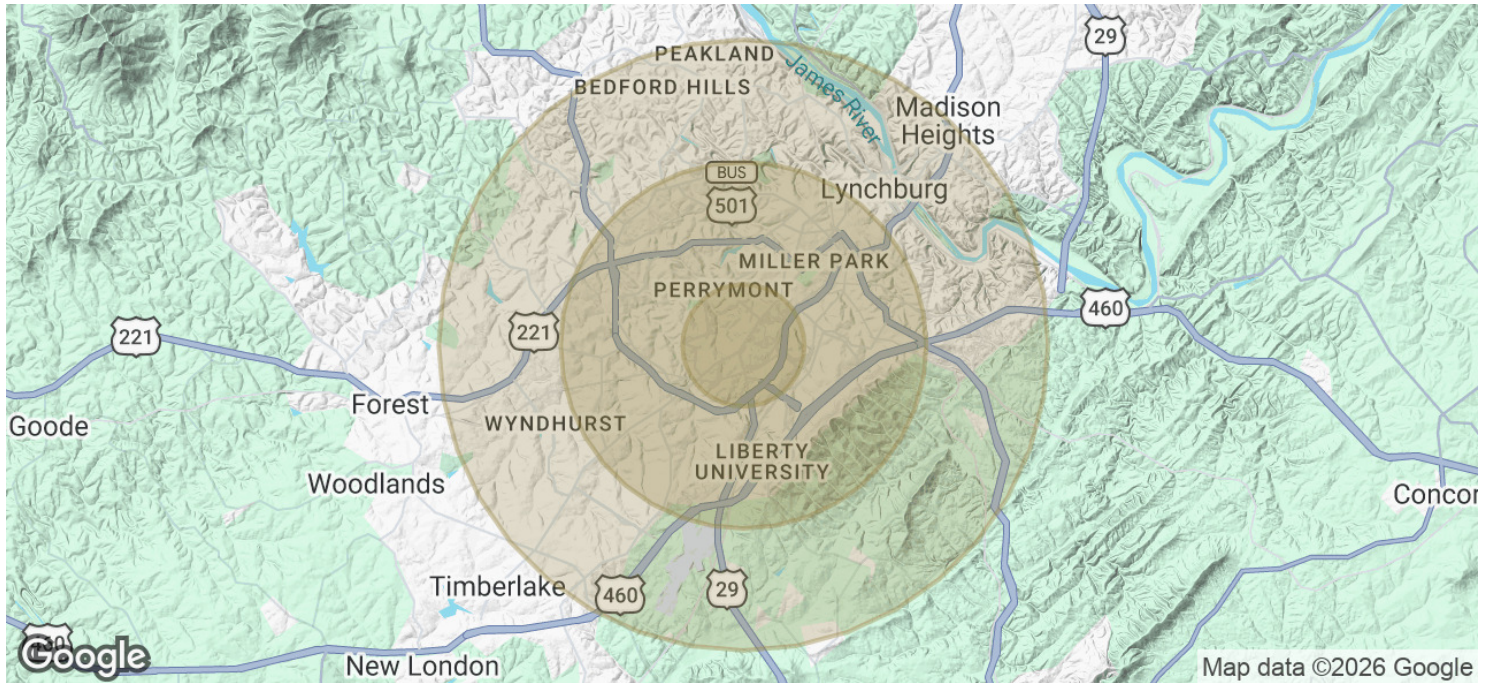 PEAKLAND
29
BEDFORD HILLS
James River
Madison
Heights
BUS
501
Lynchburg
MILLER PARK
PERRYMONT
460
221
221
Forest
Goode
WYNDHURST
LIBERTY
UNIVERSITY
Woodlands
Concor
Timberlake
460
29
460
Google
New London
Map data ©2026 Google